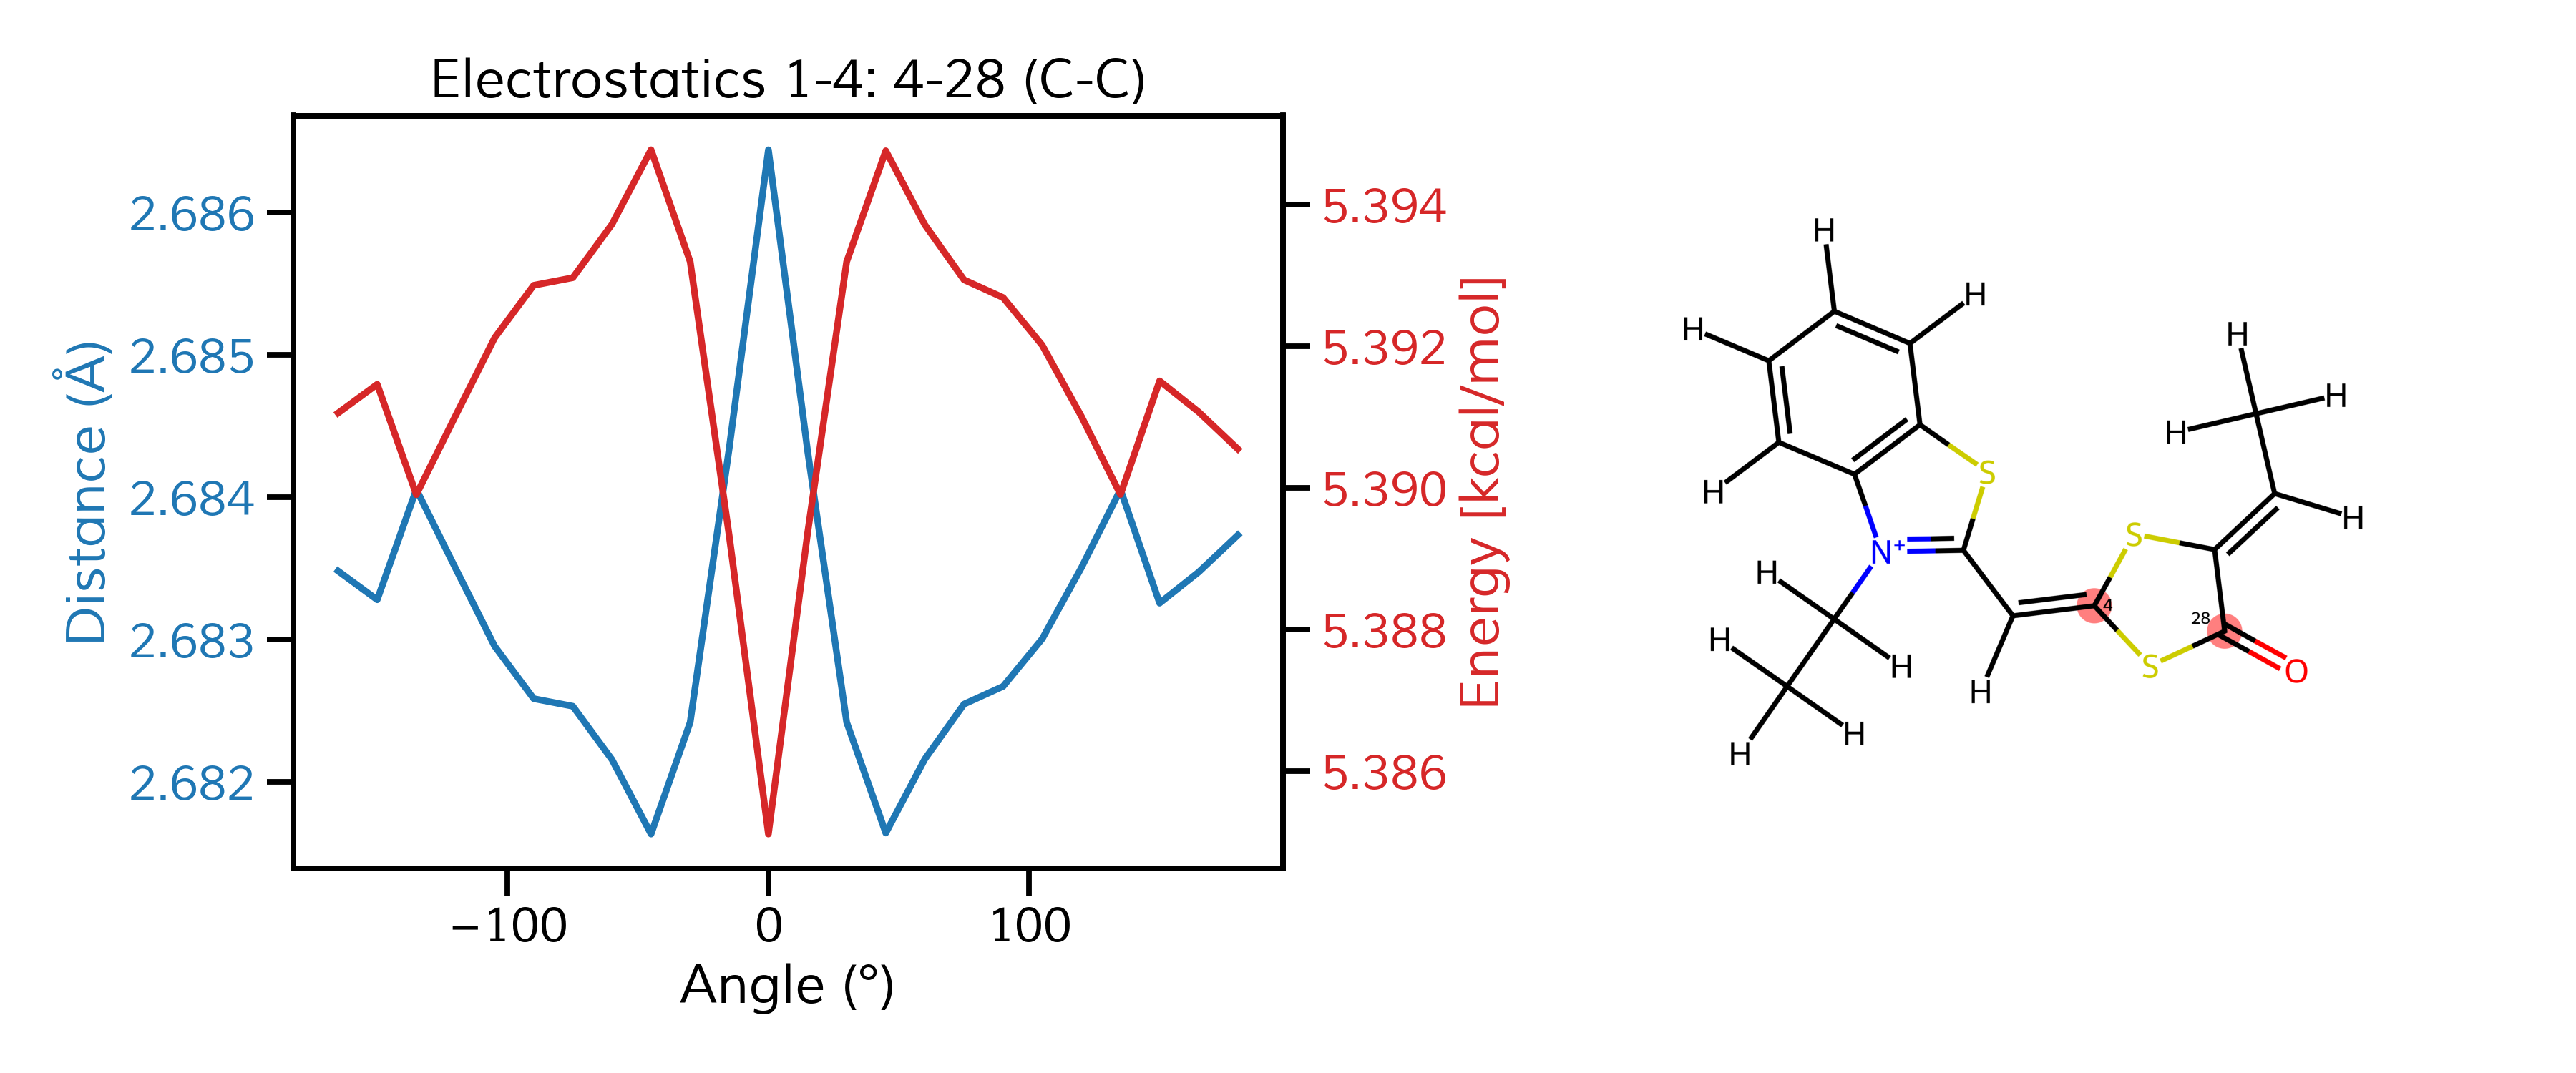 Electrostatics 1-4: 4-28 (C-C)
Distance (Å)
2.686
2.685
2.684
2.683
2.682
−100
0
100
Angle (°)
5.394
5.392
5.390
5.388
5.386
Energy [kcal/mol]
H
H
H
H
H
H
H
S
H
H
S
N+
H
4
28
H
H
S
O
H
H
H